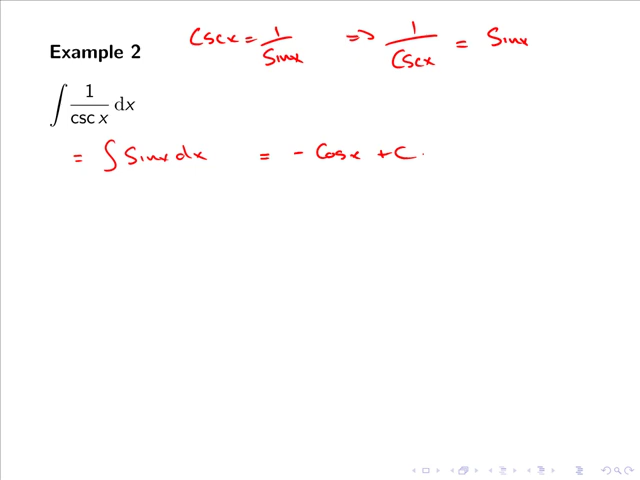 Csc x = 1/Sin x => 1/Csc x = Sin x
Example 2
∫ 1/csc x dx
= ∫ Sin x dx = - Cos x + C.